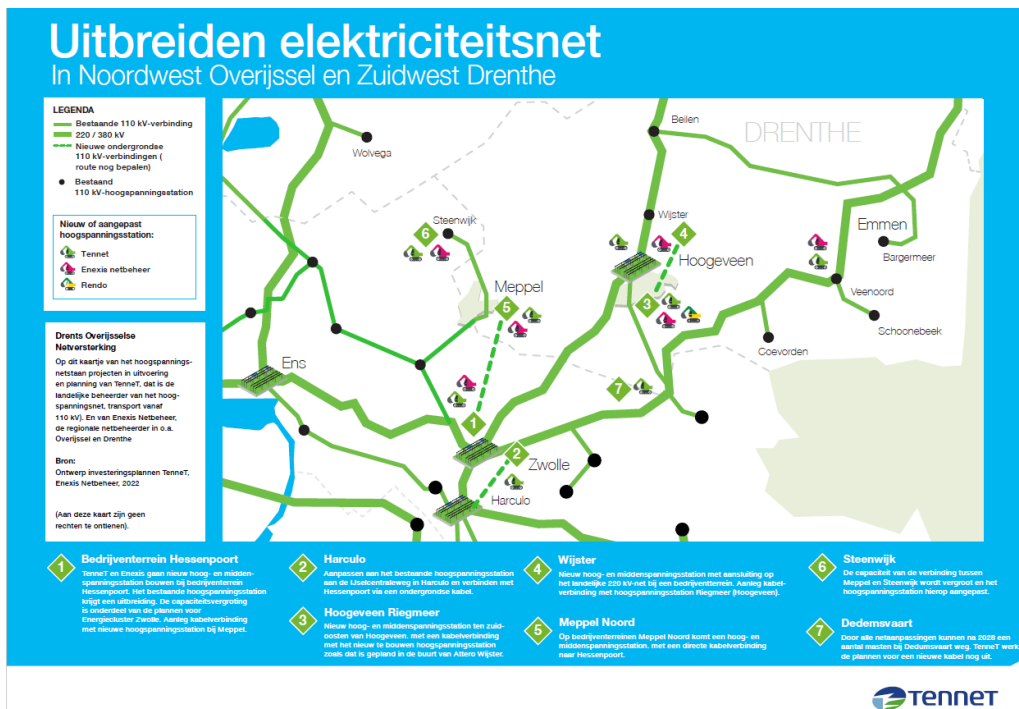 Uitbreiden elektriciteitsnet
In Noordwest Overijssel en Zuidwest Drenthe
LEGENDA
Bestaande 110 kV-verbinding
220 / 380 kV
Nieuwe ondergrondse
110 kV-verbindingen (
route nog bepalen)
Bestaand
110 kV-hoogspanningsstation
Nieuw of aangepast
hoogspanningsstation:
Tennet
Enexis netbeheer
Rendo
Drents Overijsselse
Netversterking
Op dit kaartje van het hoogspannings-
netstaan projecten in uitvoering
en planning van TenneT, dat is de
landelijke beheerder van het hoog-
spanningsnet, transport vanaf
110 kV). En van Enexis Netbeheer,
de regionale netbeheerder in o.a.
Overijssel en Drenthe
Bron:
Ontwerp investeringsplannen TenneT,
Enexis Netbeheer, 2022
(Aan deze kaart zijn geen
rechten te ontlenen).
Beilen
DRENTHE
Wolvega
Steenwijk
6
Wijster
4
Emmen
Bargermeer
Hoogeveen
Meppel
5
3
Veenoord
Schoonebeek
Coevorden
Ens
7
1
2
Zwolle
Harculo
1
Bedrijventerrein Hessenpoort
TenneT en Enexis gaan nieuw hoog- en midden-
spanningsstation bouwen bij bedrijventerrein
Hessenpoort. Het bestaande hoogspanningsstation
krijgt een uitbreiding. De capaciteitsvergroting
is onderdeel van de plannen voor
Energiecluster Zwolle. Aanleg kabelverbinding
met nieuwe hoogspanningsstation bij Meppel.
2
Harculo
Aanpassen aan het bestaande hoogspanningsstation
aan de IJselcentraleweg in Harculo en verbinden met
Hessenpoort via een ondergrondse kabel.
3
Hoogeveen Riegmeer
Nieuw hoog- en middenspanningsstation ten zuid-
oosten van Hoogeveen. met een kabelverbinding
met het nieuw te bouwen hoogspanningsstation
zoals dat is gepland in de buurt van Attero Wijster.
4
Wijster
Nieuw hoog- en middenspanningsstation met aansluiting op
het landelijke 220 kV-net bij een bedrijventterrein. Aanleg kabel-
verbinding met hoogspanningsstation Riegmeer (Hoogeveen).
5
Meppel Noord
Op bedrijventerreinen Meppel Noord komt een hoog- en
middenspanningsstation. met een directe kabelverbinding
naar Hessenpoort.
6
Steenwijk
De capaciteit van de verbinding tussen
Meppel en Steenwijk wordt vergroot en het
hoogspanningsstation hierop aangepast.
7
Dedemsvaart
Door alle netaanpassingen kunnen na 2028 een
aantal masten bij Dedumsvaart weg. TenneT werk
de plannen voor een nieuwe kabel nog uit.
TENNET